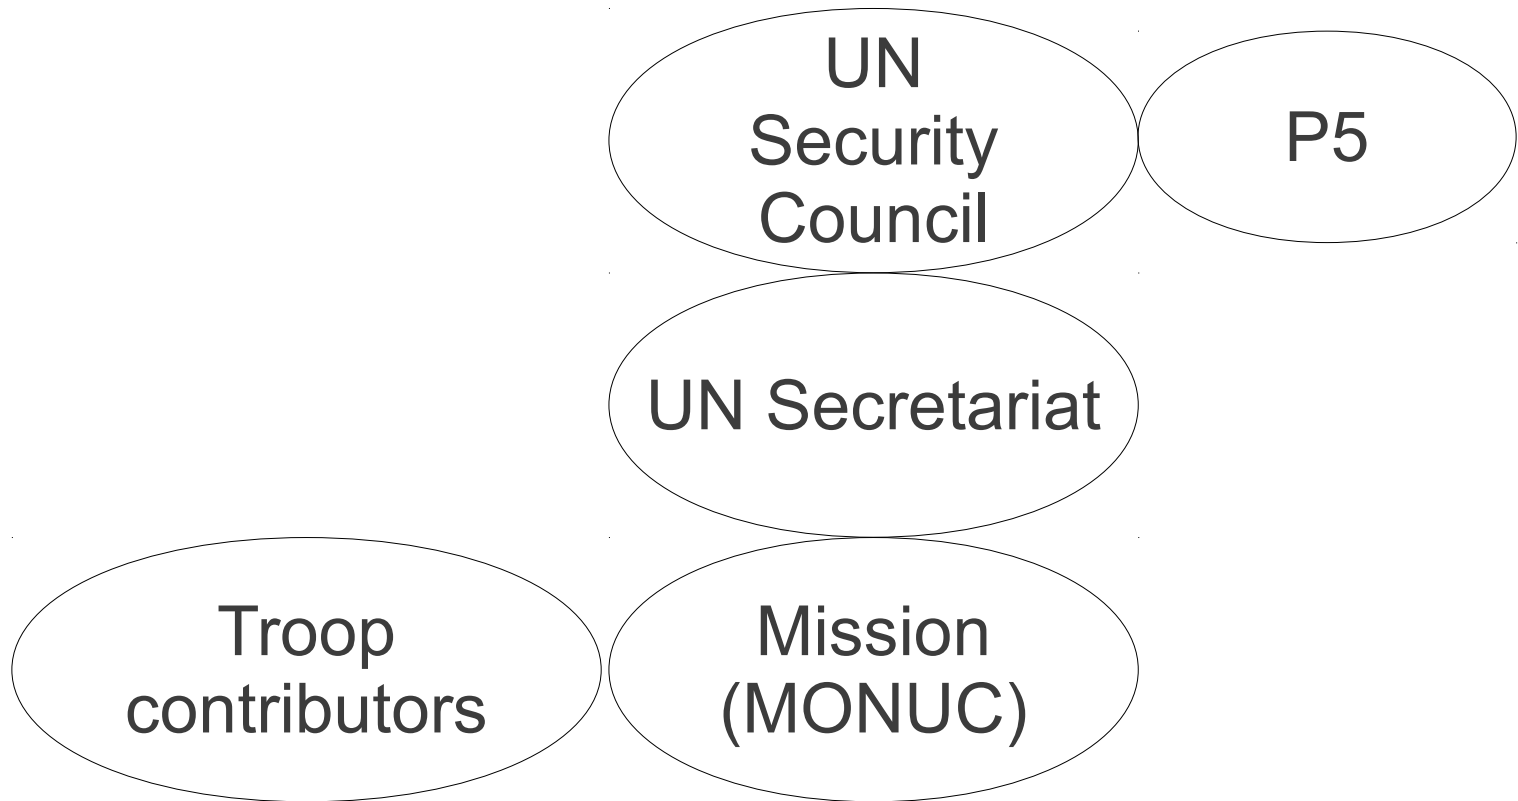 UN
Security
Council
P5
UN Secretariat
Troop
contributors
Mission
(MONUC)